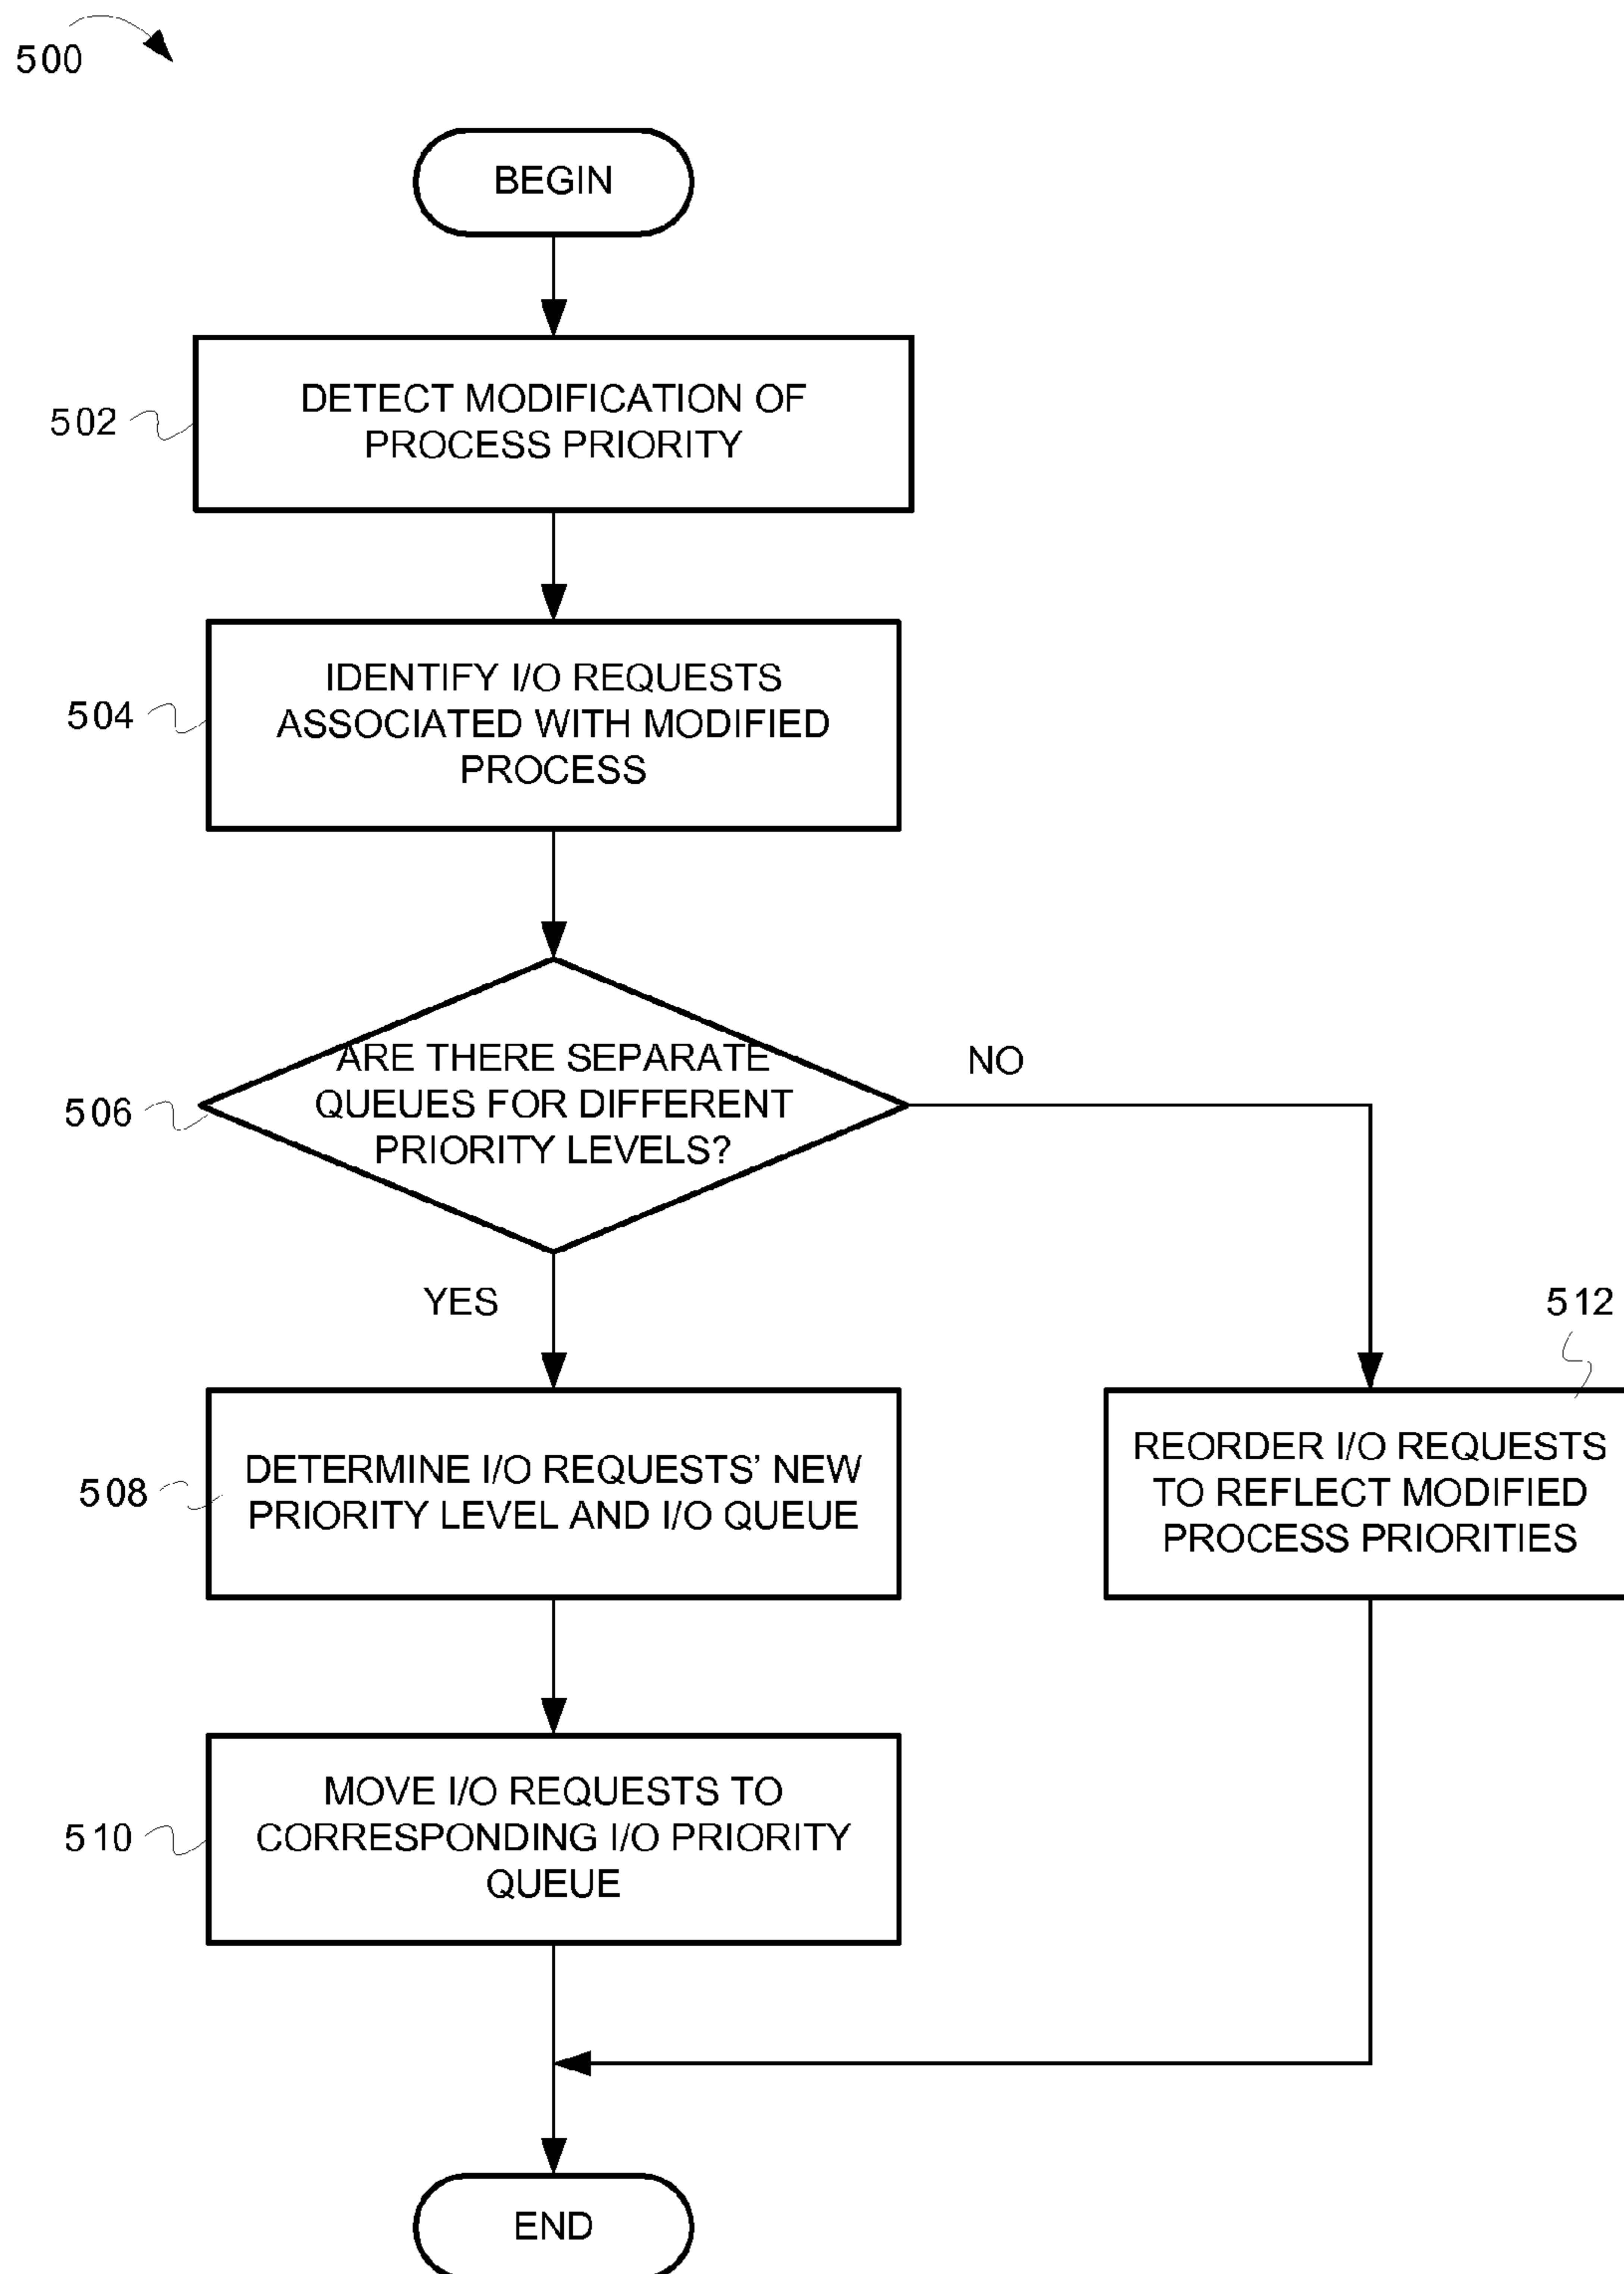 500
BEGIN
502
DETECT MODIFICATION OF
PROCESS PRIORITY
504
IDENTIFY I/O REQUESTS
ASSOCIATED WITH MODIFIED
PROCESS
506
ARE THERE SEPARATE
QUEUES FOR DIFFERENT
PRIORITY LEVELS?
NO
YES
512
508
DETERMINE I/O REQUESTS’ NEW
PRIORITY LEVEL AND I/O QUEUE
REORDER I/O REQUESTS
TO REFLECT MODIFIED
PROCESS PRIORITIES
510
MOVE I/O REQUESTS TO
CORRESPONDING I/O PRIORITY
QUEUE
END